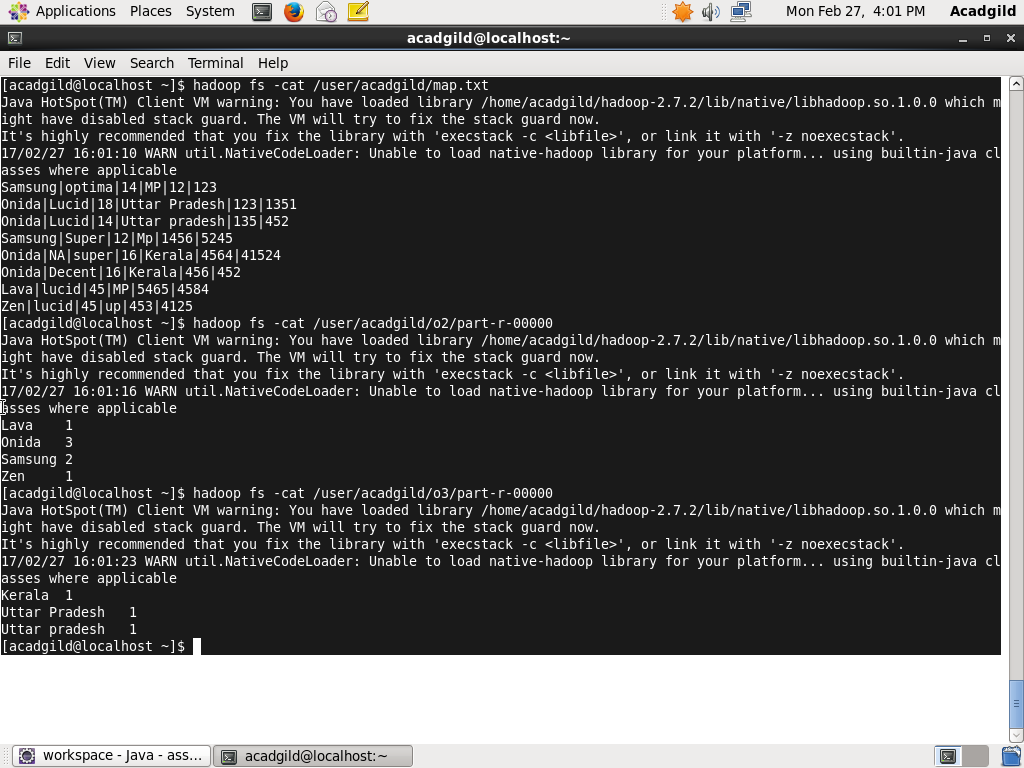 Applications Places System Mon Feb 27, 4:01 PM Acadgild
acadgild@localhost:~
File Edit View Search Terminal Help
[acadgild@localhost ~]$ hadoop fs -cat /user/acadgild/map.txt
Java HotSpot(TM) Client VM warning: You have loaded library /home/acadgild/hadoop-2.7.2/lib/native/libhadoop.so.1.0.0 which m
ight have disabled stack guard. The VM will try to fix the stack guard now.
It's highly recommended that you fix the library with 'execstack -c <libfile>', or link it with '-z noexecstack'.
17/02/27 16:01:10 WARN util.NativeCodeLoader: Unable to load native-hadoop library for your platform... using builtin-java cl
asses where applicable
Samsung|optima|14|MP|12|123
Onida|Lucid|18|Uttar Pradesh|123|1351
Onida|Lucid|14|Uttar pradesh|135|452
Samsung|Super|12|Mp|1456|5245
Onida|NA|super|16|Kerala|4564|41524
Onida|Decent|16|Kerala|456|452
Lava|lucid|45|MP|5465|4584
Zen|lucid|45|up|453|4125
[acadgild@localhost ~]$ hadoop fs -cat /user/acadgild/o2/part-r-00000
Java HotSpot(TM) Client VM warning: You have loaded library /home/acadgild/hadoop-2.7.2/lib/native/libhadoop.so.1.0.0 which m
ight have disabled stack guard. The VM will try to fix the stack guard now.
It's highly recommended that you fix the library with 'execstack -c <libfile>', or link it with '-z noexecstack'.
17/02/27 16:01:16 WARN util.NativeCodeLoader: Unable to load native-hadoop library for your platform... using builtin-java cl
asses where applicable
Lava 1
Onida 3
Samsung 2
Zen 1
[acadgild@localhost ~]$ hadoop fs -cat /user/acadgild/o3/part-r-00000
Java HotSpot(TM) Client VM warning: You have loaded library /home/acadgild/hadoop-2.7.2/lib/native/libhadoop.so.1.0.0 which m
ight have disabled stack guard. The VM will try to fix the stack guard now.
It's highly recommended that you fix the library with 'execstack -c <libfile>', or link it with '-z noexecstack'.
17/02/27 16:01:23 WARN util.NativeCodeLoader: Unable to load native-hadoop library for your platform... using builtin-java cl
asses where applicable
Kerala 1
Uttar Pradesh 1
Uttar pradesh 1
[acadgild@localhost ~]$
workspace - Java - ass... acadgild@localhost:~